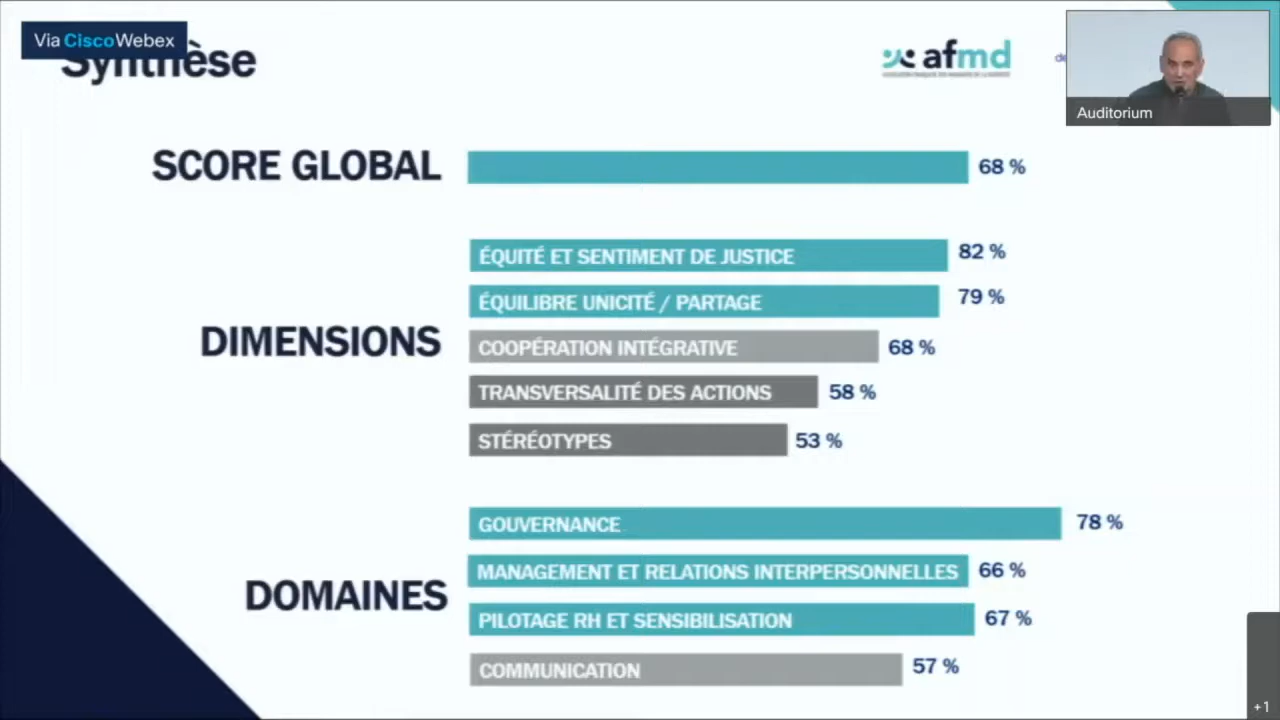 Via CiscoWebex
Synthèse
afmd
Auditorium
SCORE GLOBAL
68 %
DIMENSIONS
ÉQUITÉ ET SENTIMENT DE JUSTICE
82 %
ÉQUILIBRE UNICITÉ / PARTAGE
79 %
COOPÉRATION INTÉGRATIVE
68 %
TRANSVERSALITÉ DES ACTIONS
58 %
STÉRÉOTYPES
53 %
DOMAINES
GOUVERNANCE
78 %
MANAGEMENT ET RELATIONS INTERPERSONNELLES
66 %
PILOTAGE RH ET SENSIBILISATION
67 %
COMMUNICATION
57 %
+1